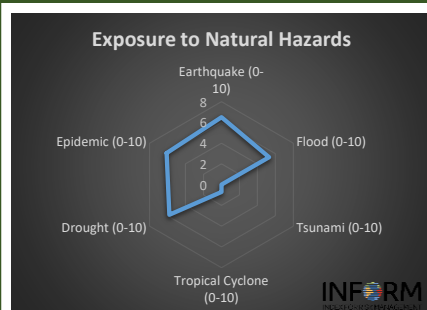 Exposure to Natural Hazards
Earthquake (0-
10)
8
6
4
2
0
Epidemic (0-10)
Flood (0-10)
Drought (0-10)
Tsunami (0-10)
Tropical Cyclone
(0-10)
INFORM